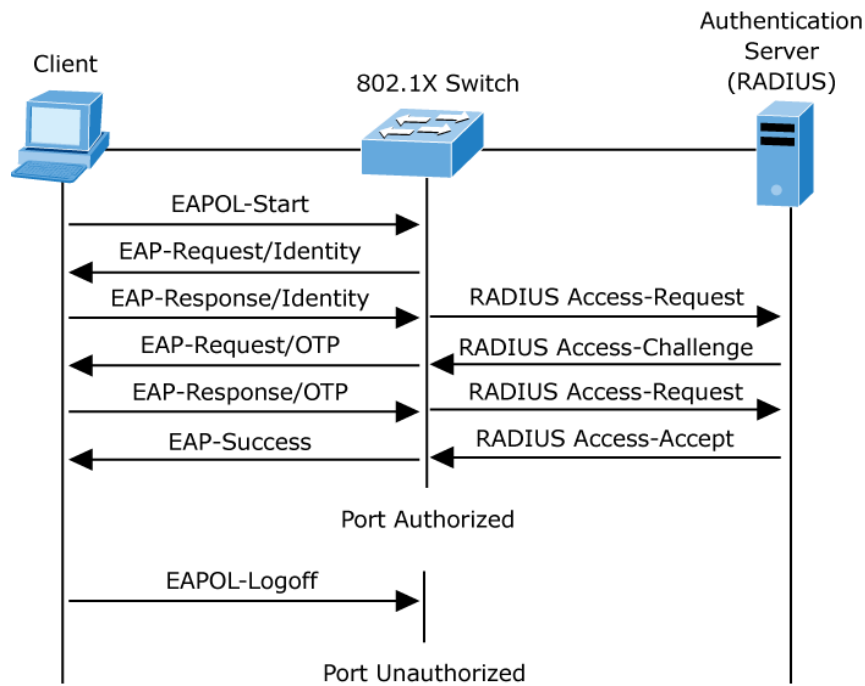 Authentication
Server
(RADIUS)
Client
802.1X Switch
EAPOL-Start
EAP-Request/Identity
EAP-Response/Identity
RADIUS Access-Request
EAP-Request/OTP
RADIUS Access-Challenge
EAP-Response/OTP
RADIUS Access-Request
EAP-Success
RADIUS Access-Accept
Port Authorized
EAPOL-Logoff
Port Unauthorized